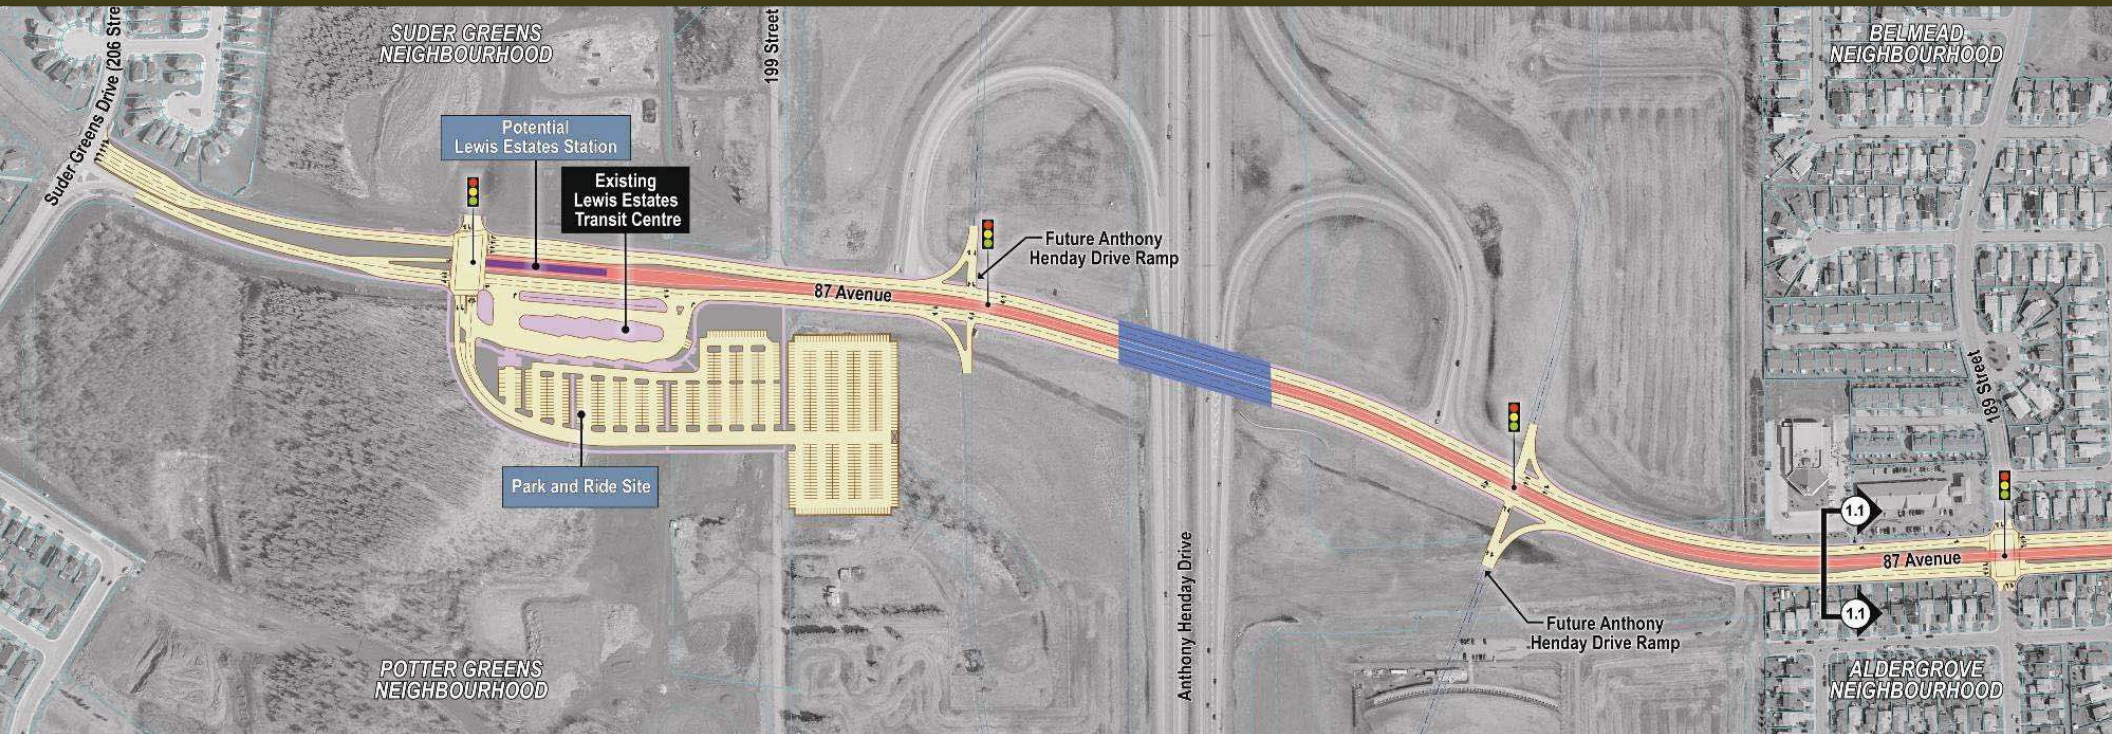 SUDER GREENS
NEIGHBOURHOOD
199 Street
BELMEAD
NEIGHBOURHOOD
Suder Greens Drive (206 Stre
Potential
Lewis Estates Station
Existing
Lewis Estates
Transit Centre
Future Anthony
Henday Drive Ramp
87 Avenue
189 Street
Park and Ride Site
1.1
87 Avenue
1.1
Anthony Henday Drive
Future Anthony
Henday Drive Ramp
POTTER GREENS
NEIGHBOURHOOD
ALDERGROVE
NEIGHBOURHOOD